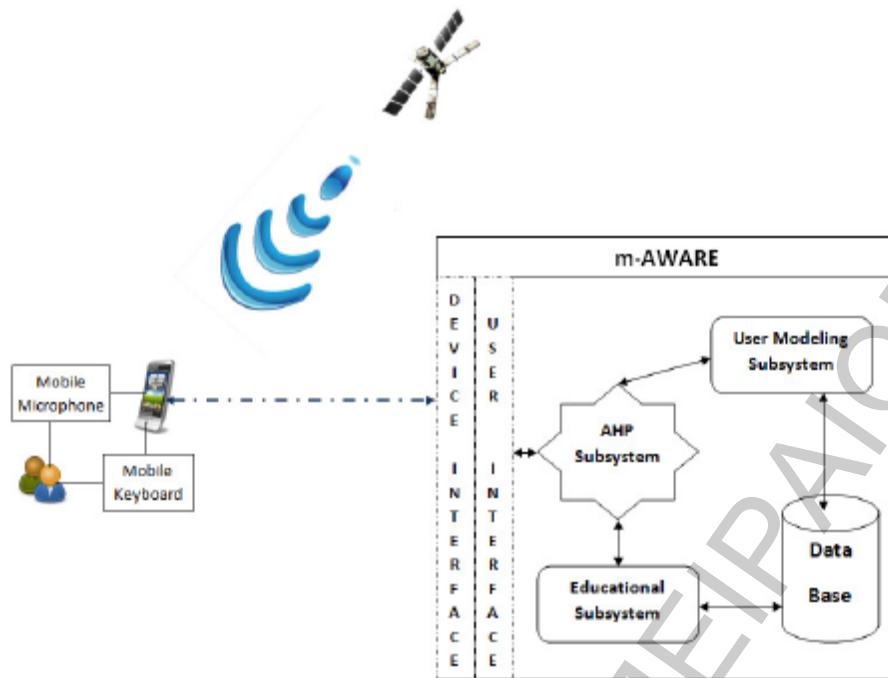 m-AWARE
DEVICE INTERFACE
USER INTERFACE
User Modeling
Subsystem
Mobile
Microphone
AHP
Subsystem
Mobile
Keyboard
Data
Base
Educational
Subsystem